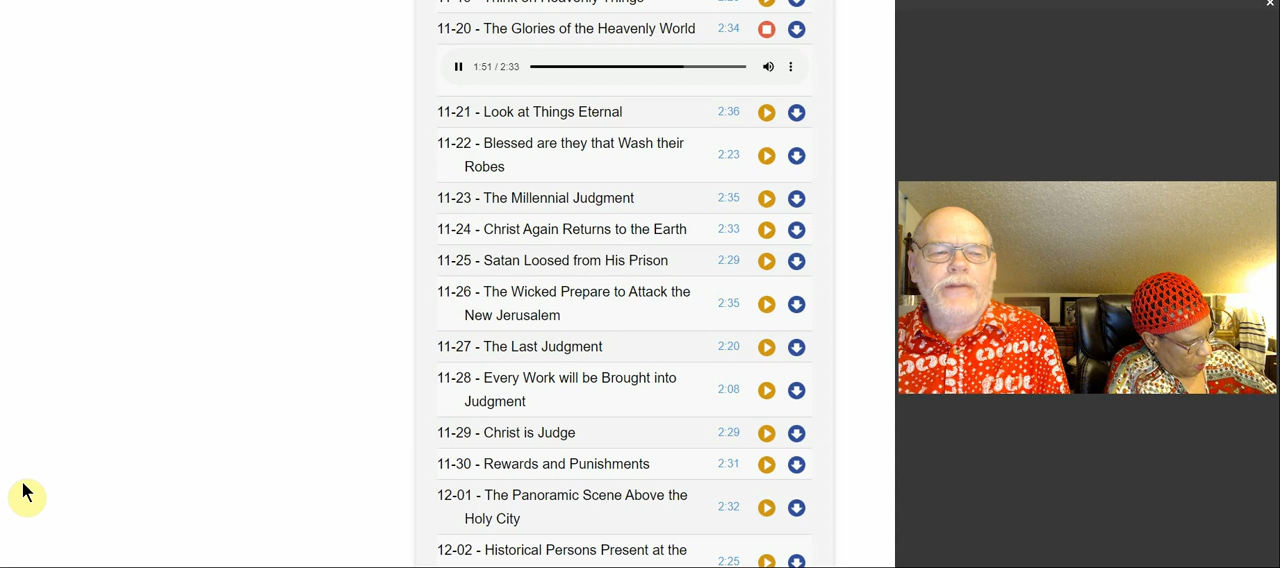 11-20 - The Glories of the Heavenly World 2:34
1:51 / 2:33
11-21 - Look at Things Eternal 2:36
11-22 - Blessed are they that Wash their
Robes 2:23
11-23 - The Millennial Judgment 2:35
11-24 - Christ Again Returns to the Earth 2:33
11-25 - Satan Loosed from His Prison 2:29
11-26 - The Wicked Prepare to Attack the
New Jerusalem 2:35
11-27 - The Last Judgment 2:20
11-28 - Every Work will be Brought into
Judgment 2:08
11-29 - Christ is Judge 2:29
11-30 - Rewards and Punishments 2:31
12-01 - The Panoramic Scene Above the
Holy City 2:32
12-02 - Historical Persons Present at the
2:25